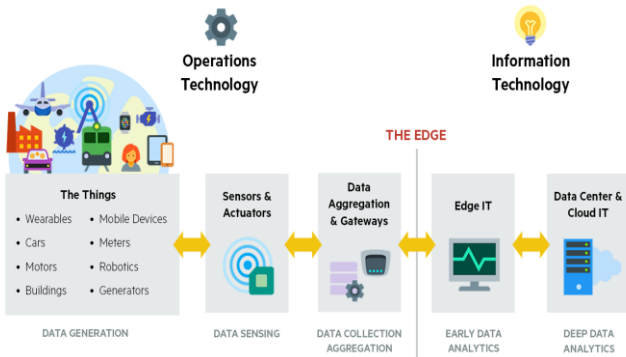 Operations
Technology
Information
Technology
THE EDGE
The Things
• Wearables
• Cars
• Motors
• Buildings
• Mobile Devices
• Meters
• Robotics
• Generators
Sensors &
Actuators
Data
Aggregation
& Gateways
Edge IT
Data Center &
Cloud IT
DATA GENERATION
DATA SENSING
DATA COLLECTION
AGGREGATION
EARLY DATA
ANALYTICS
DEEP DATA
ANALYTICS